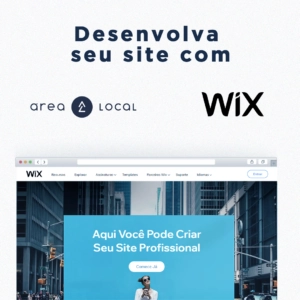 Desenvolva
seu site com
area LOCAL
WiX
WiX
Aqui Você Pode Criar
Seu Site Profissional